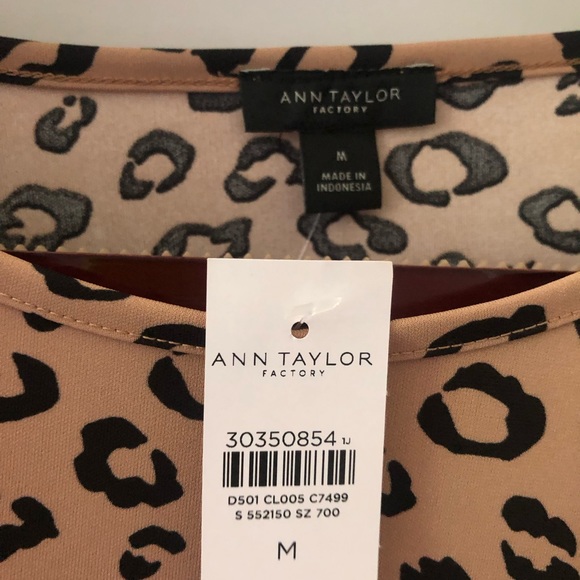 ANN TAYLOR
FACTORY
M
MADE IN
INDONESIA
ANN TAYLOR
FACTORY
30350854 1J
D501 CL005 C7499
S 552150 SZ 700
M